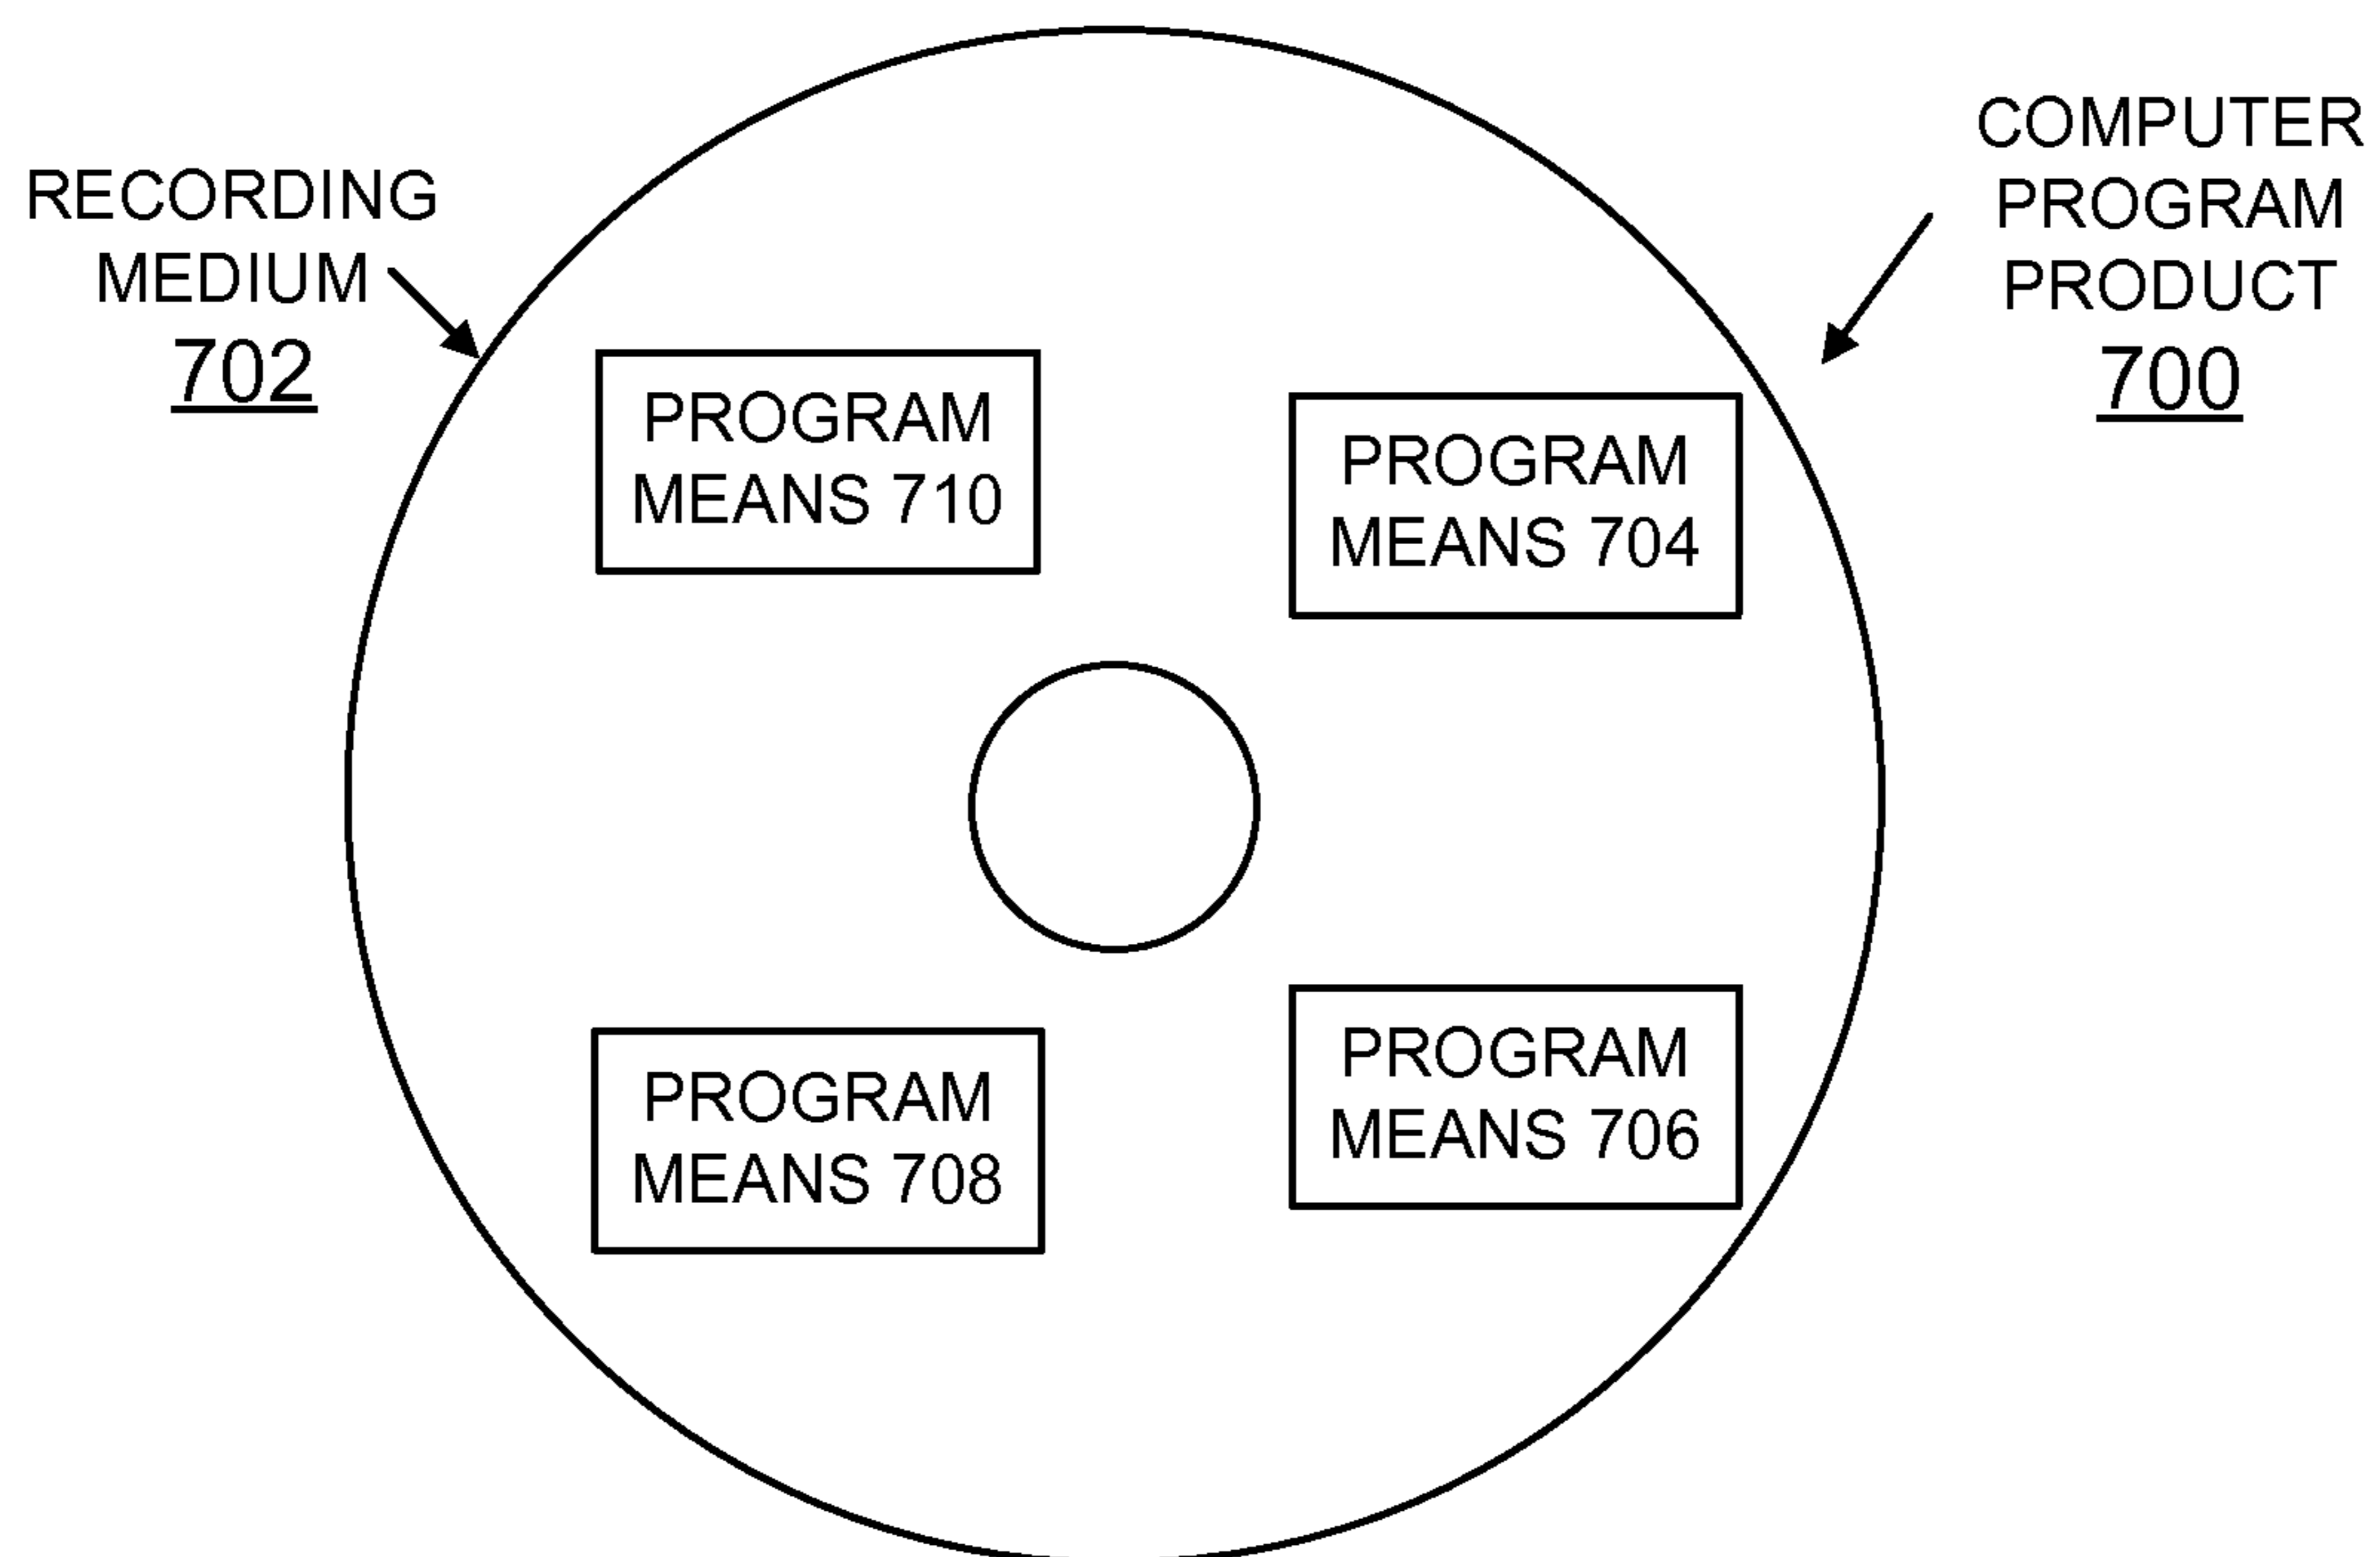 RECORDING
MEDIUM
702
COMPUTER
PROGRAM
PRODUCT
700
PROGRAM
MEANS 710
PROGRAM
MEANS 704
PROGRAM
MEANS 708
PROGRAM
MEANS 706